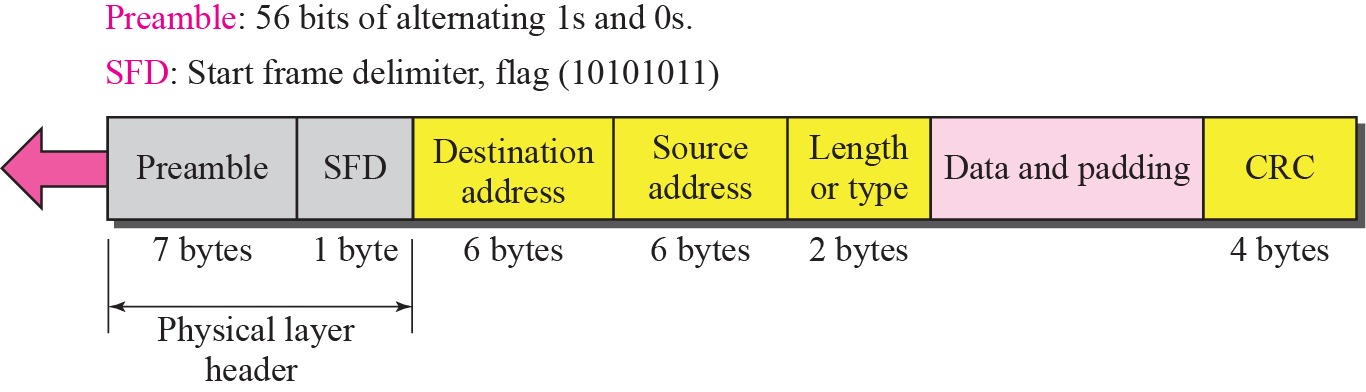 Preamble: 56 bits of alternating 1s and 0s.
SFD: Start frame delimiter, flag (10101011)
Preamble
SFD
Destination
address
Source
address
Length
or type
Data and padding
CRC
7 bytes
1 byte
6 bytes
6 bytes
2 bytes
4 bytes
Physical layer
header